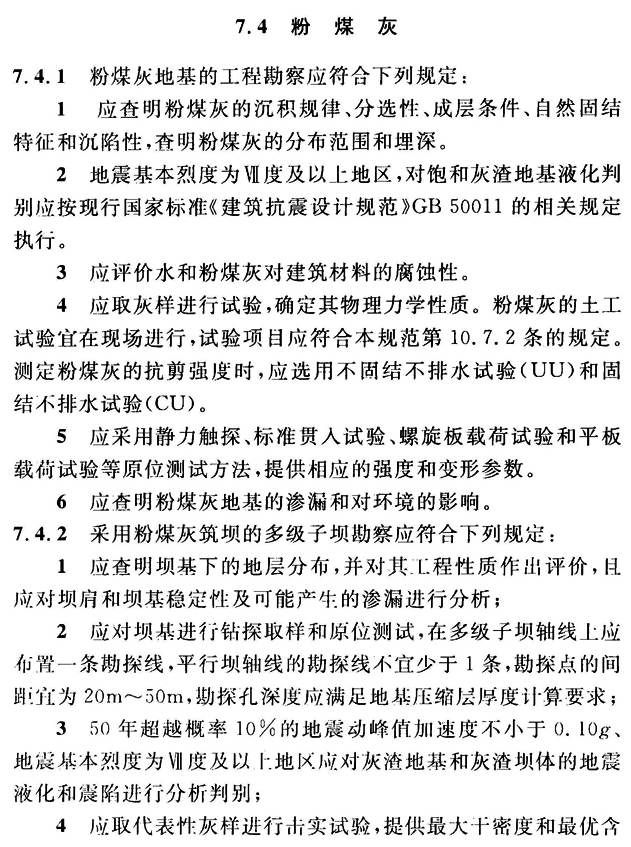 7.4 粉煤灰
7.4.1 粉煤灰地基的工程勘察应符合下列规定:
1 应查明粉煤灰的沉积规律、分选性、成层条件、自然固结
特征和沉陷性,查明粉煤灰的分布范围和埋深。
2 地震基本烈度为Ⅶ度及以上地区,对饱和灰渣地基液化判
别应按现行国家标准《建筑抗震设计规范》GB 50011 的相关规定
执行。
3 应评价水和粉煤灰对建筑材料的腐蚀性。
4 应取灰样进行试验,确定其物理力学性质。粉煤灰的土工
试验宜在现场进行,试验项目应符合本规范第 10.7.2 条的规定。
测定粉煤灰的抗剪强度时,应选用不固结不排水试验(UU)和固
结不排水试验(CU)。
5 应采用静力触探、标准贯入试验、螺旋板载荷试验和平板
载荷试验等原位测试方法,提供相应的强度和变形参数。
6 应查明粉煤灰地基的渗漏和对环境的影响。
7.4.2 采用粉煤灰筑坝的多级子坝勘察应符合下列规定:
1 应查明坝基下的地层分布,并对其工程性质作出评价,且
应对坝肩和坝基稳定性及可能产生的渗漏进行分析;
2 应对坝基进行钻探取样和原位测试,在多级子坝轴线上应
布置一条勘探线,平行坝轴线的勘探线不宜少于 1 条,勘探点的间
距宜为 20m～50m,勘探孔深度应满足地基压缩层厚度计算要求;
3 50 年超越概率 10%的地震动峰值加速度不小于 0.10g、
地震基本烈度为Ⅶ度及以上地区应对灰渣地基和灰渣坝体的地震
液化和震陷进行分析判别;
4 应取代表性灰样进行击实试验,提供最大干密度和最优含